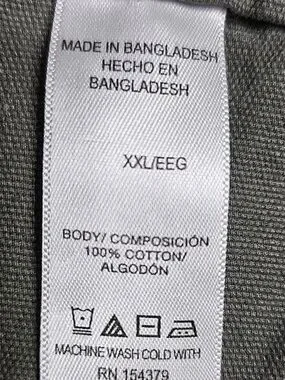 MADE IN BANGLADESH
HECHO EN
BANGLADESH
XXL/EEG
BODY/ COMPOSICIÓN
100% COTTON/
ALGODÓN
MACHINE WASH COLD WITH
RN 154379